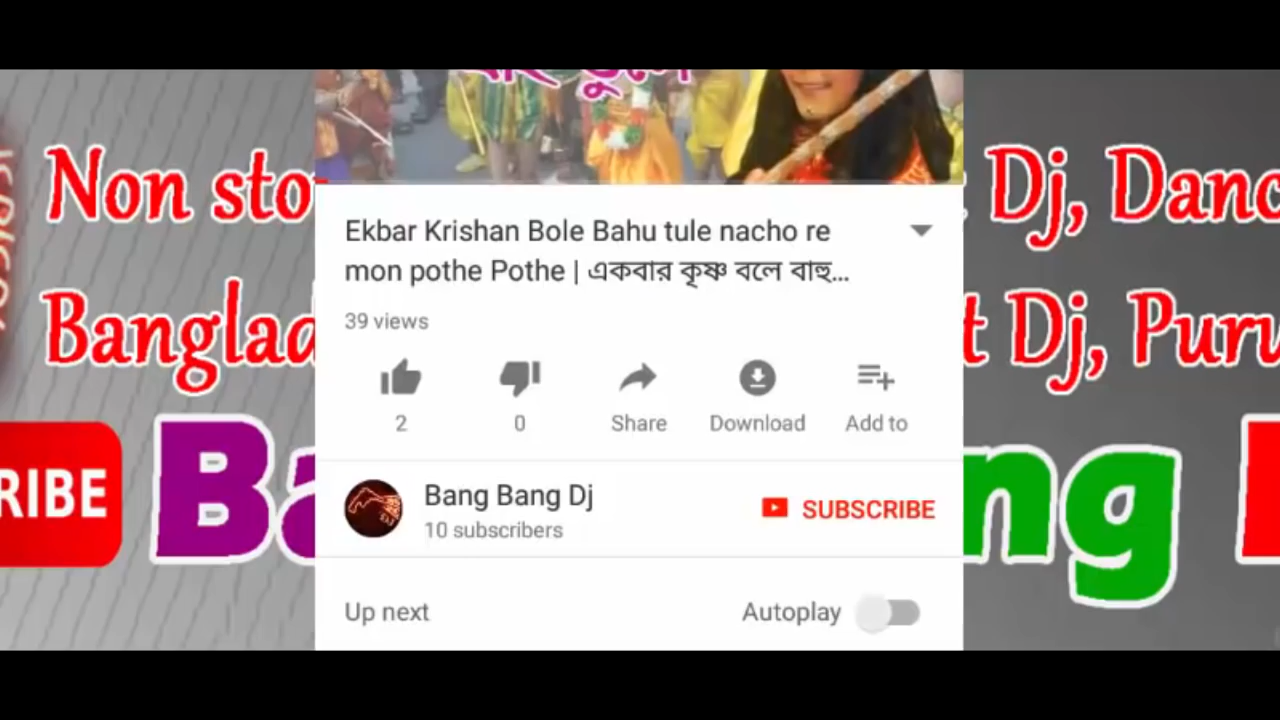 Non sto
Dj, Danc
Ekbar Krishan Bole Bahu tule nacho re
mon pothe Pothe | একবার কৃষ্ণ বলে বাহু...
39 views
Banglad
t Dj, Puru
2
0
Share
Download
Add to
RIBE
Ba
ng
Bang Bang Dj
10 subscribers
SUBSCRIBE
Up next
Autoplay